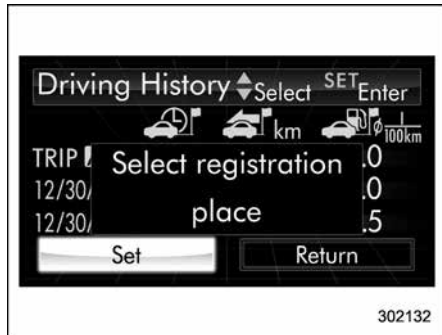 Driving History Select SET Enter
km ø 100km
TRIP .0
12/30/ .0
12/30/ .5
Select registration
place
Set Return
302132